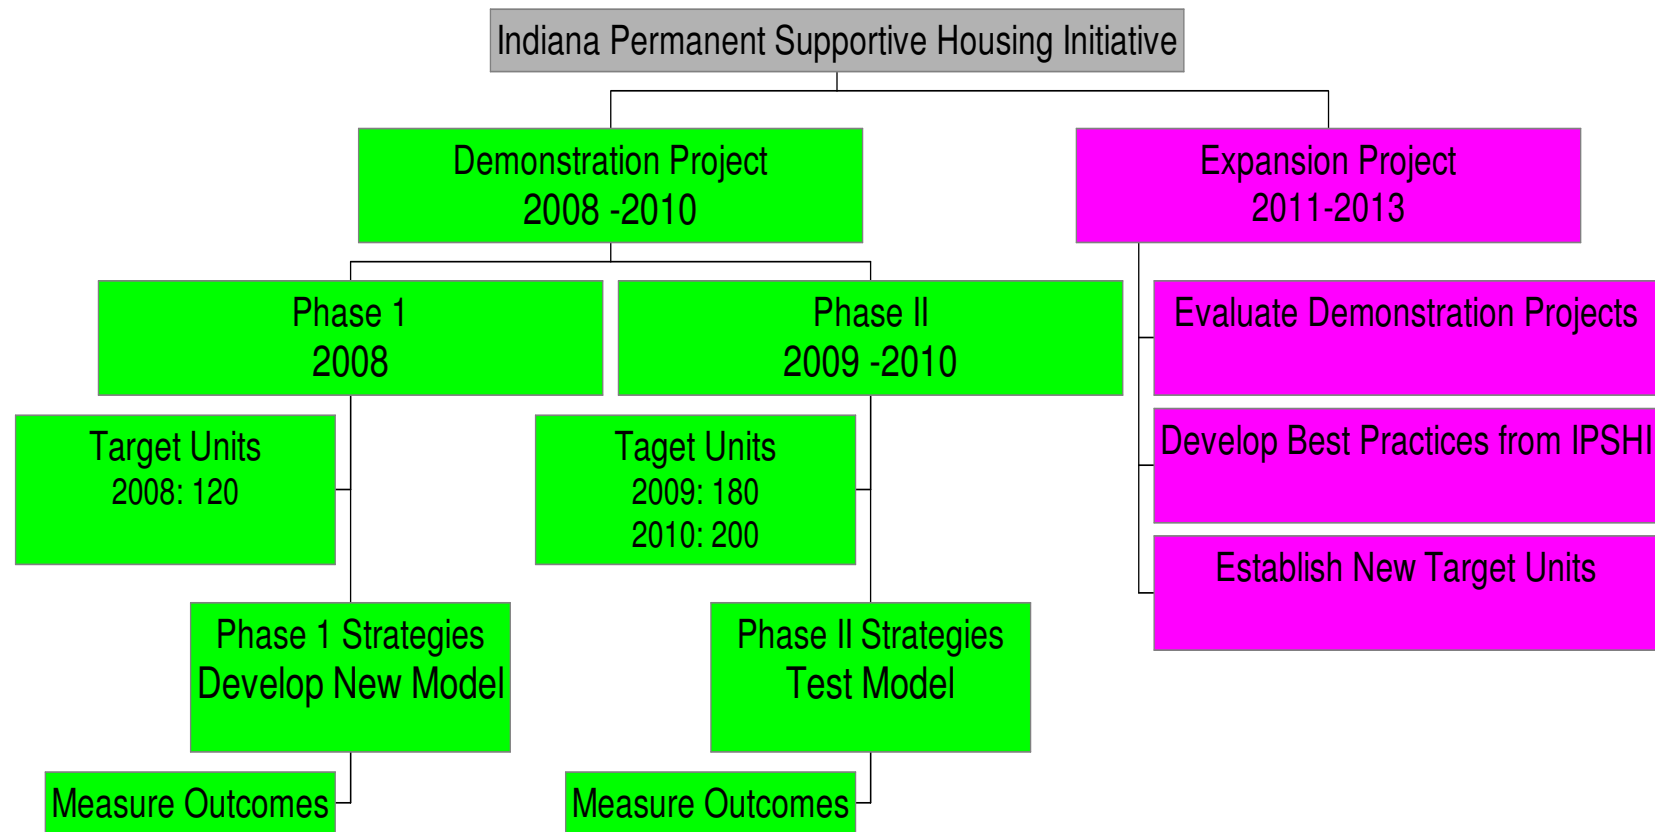 Indiana Permanent Supportive Housing Initiative
Demonstration Project
2008 -2010
Expansion Project
2011-2013
Phase 1
2008
Phase II
2009 -2010
Evaluate Demonstration Projects
Target Units
2008: 120
Taget Units
2009: 180
2010: 200
Develop Best Practices from IPSHI
Establish New Target Units
Phase 1 Strategies
Develop New Model
Phase II Strategies
Test Model
Measure Outcomes
Measure Outcomes